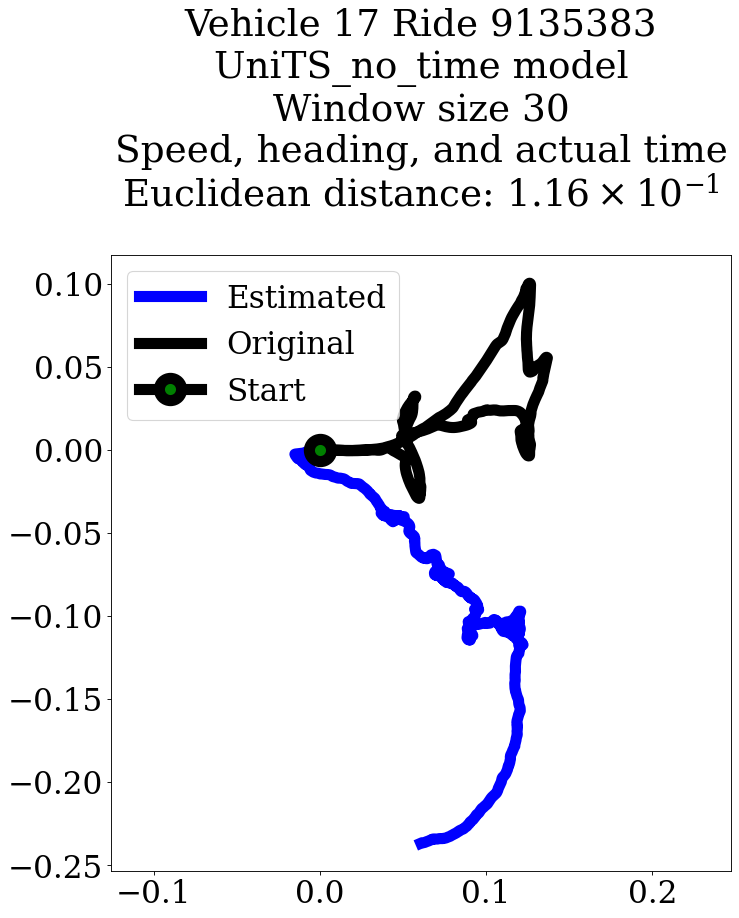 Vehicle 17 Ride 9135383
UniTS_no_time model
Window size 30
Speed, heading, and actual time
Euclidean distance: 1.16 × 10⁻¹
Estimated
Original
Start
0.10
0.05
0.00
−0.05
−0.10
−0.15
−0.20
−0.25
−0.1 0.0 0.1 0.2